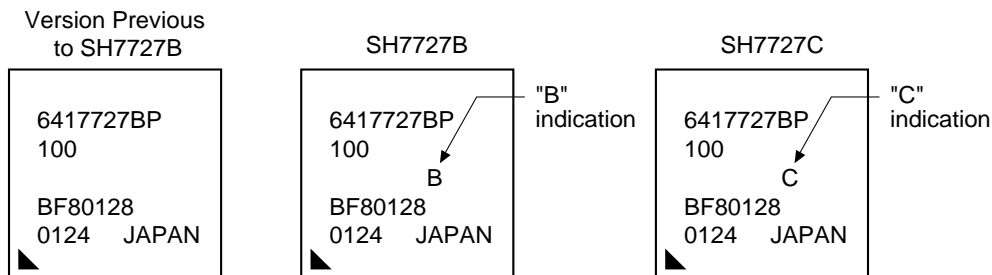 Version Previous
to SH7727B
6417727BP
100
BF80128
0124 JAPAN
SH7727B
6417727BP
100
B
BF80128
0124 JAPAN
"B"
indication
SH7727C
6417727BP
100
C
BF80128
0124 JAPAN
"C"
indication